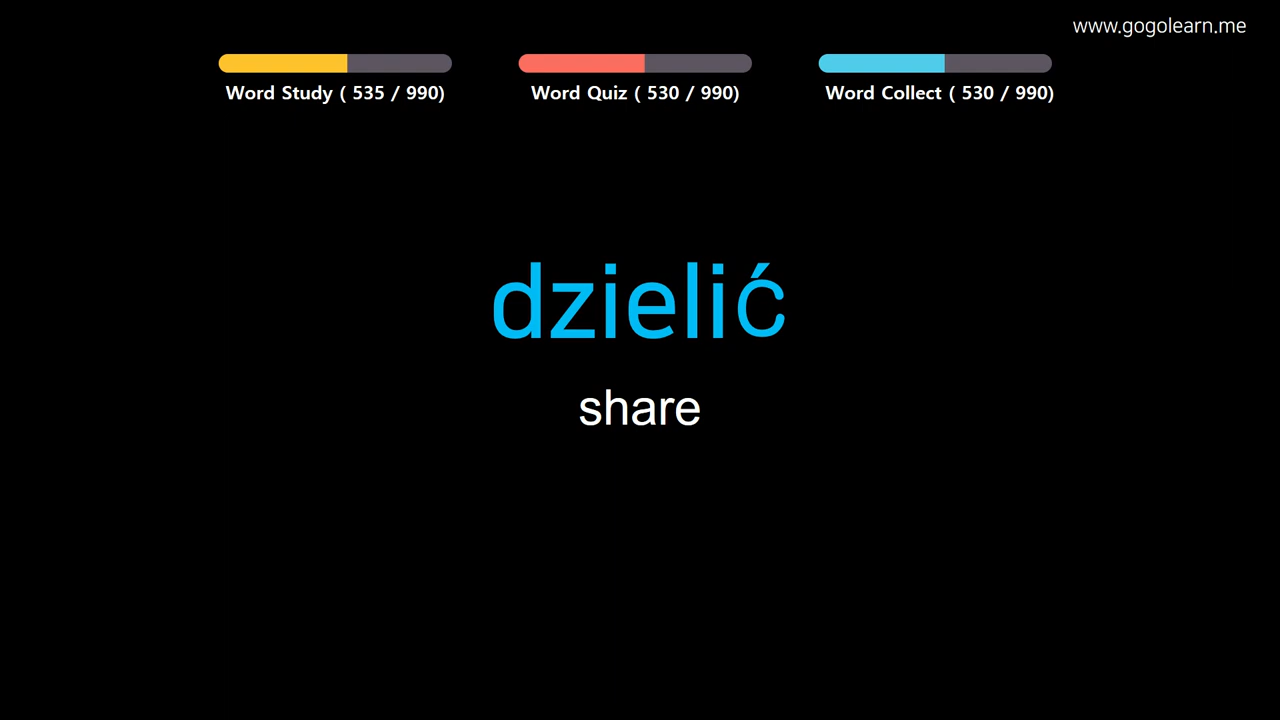 www.gogolearn.me
Word Study ( 535 / 990)
Word Quiz ( 530 / 990)
Word Collect ( 530 / 990)
dzielić
share